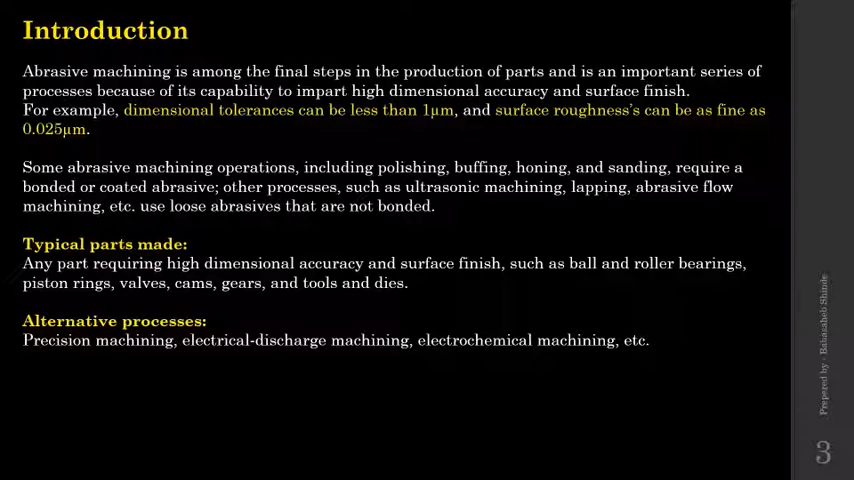 Introduction
Abrasive machining is among the final steps in the production of parts and is an important series of
processes because of its capability to impart high dimensional accuracy and surface finish.
For example, dimensional tolerances can be less than 1μm, and surface roughness's can be as fine as
0.025μm.
Some abrasive machining operations, including polishing, buffing, honing, and sanding, require a
bonded or coated abrasive; other processes, such as ultrasonic machining, lapping, abrasive flow
machining, etc. use loose abrasives that are not bonded.
Typical parts made:
Any part requiring high dimensional accuracy and surface finish, such as ball and roller bearings,
piston rings, valves, cams, gears, and tools and dies.
Alternative processes:
Precision machining, electrical-discharge machining, electrochemical machining, etc.
Prepared by - Babasaheb Shinde
3